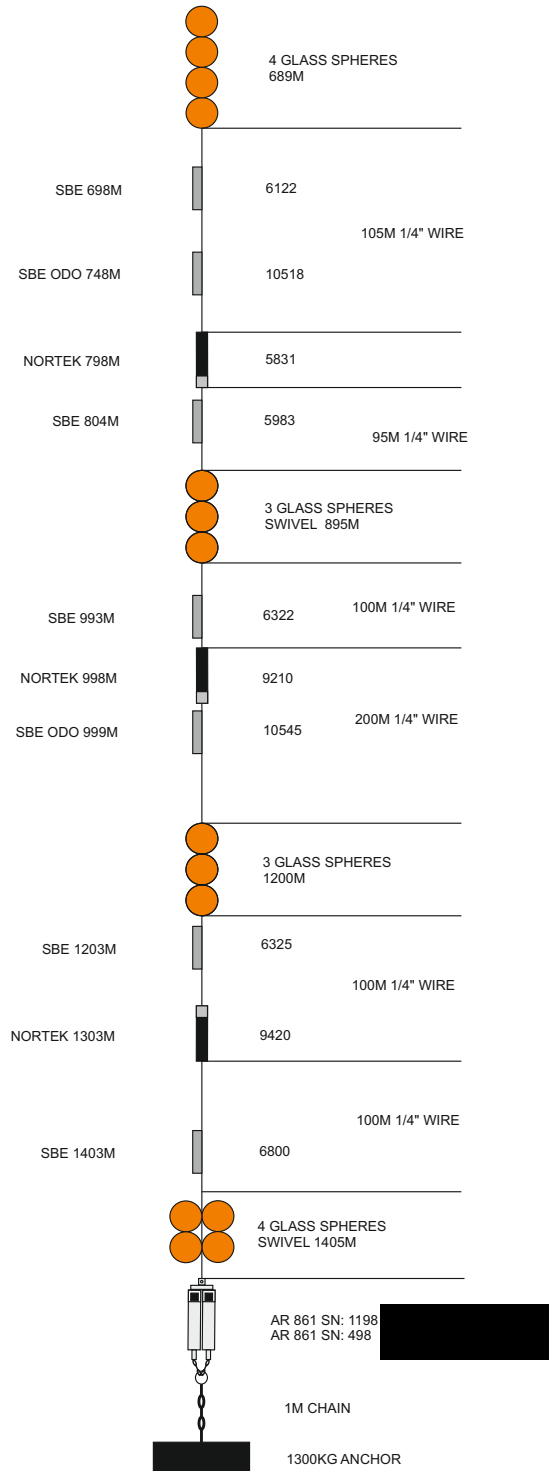 4 GLASS SPHERES
689M
SBE 698M
6122
105M 1/4" WIRE
SBE ODO 748M
10518
NORTEK 798M
5831
SBE 804M
5983
95M 1/4" WIRE
3 GLASS SPHERES
SWIVEL  895M
SBE 993M
6322
100M 1/4" WIRE
NORTEK 998M
9210
SBE ODO 999M
10545
200M 1/4" WIRE
3 GLASS SPHERES
1200M
SBE 1203M
6325
100M 1/4" WIRE
NORTEK 1303M
9420
100M 1/4" WIRE
SBE 1403M
6800
4 GLASS SPHERES
SWIVEL 1405M
AR 861 SN: 1198
AR 861 SN: 498
1M CHAIN
1300KG ANCHOR